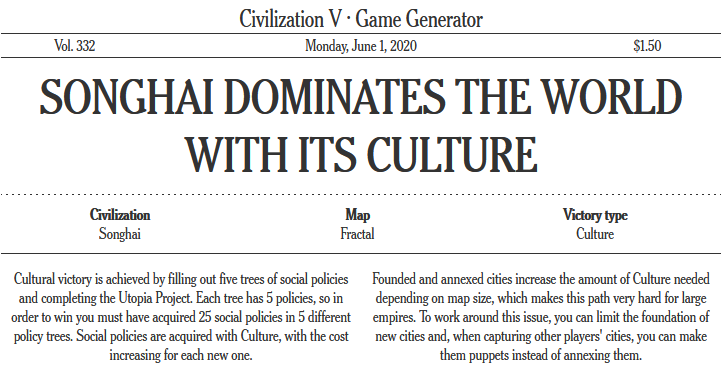 Civilization V · Game Generator
Vol. 332
Monday, June 1, 2020
$1.50
SONGHAI DOMINATES THE WORLD
WITH ITS CULTURE
Civilization
Songhai
Map
Fractal
Victory type
Culture
Cultural victory is achieved by filling out five trees of social policies
and completing the Utopia Project. Each tree has 5 policies, so in
order to win you must have acquired 25 social policies in 5 different
policy trees. Social policies are acquired with Culture, with the cost
increasing for each new one.
Founded and annexed cities increase the amount of Culture needed
depending on map size, which makes this path very hard for large
empires. To work around this issue, you can limit the foundation of
new cities and, when capturing other players' cities, you can make
them puppets instead of annexing them.